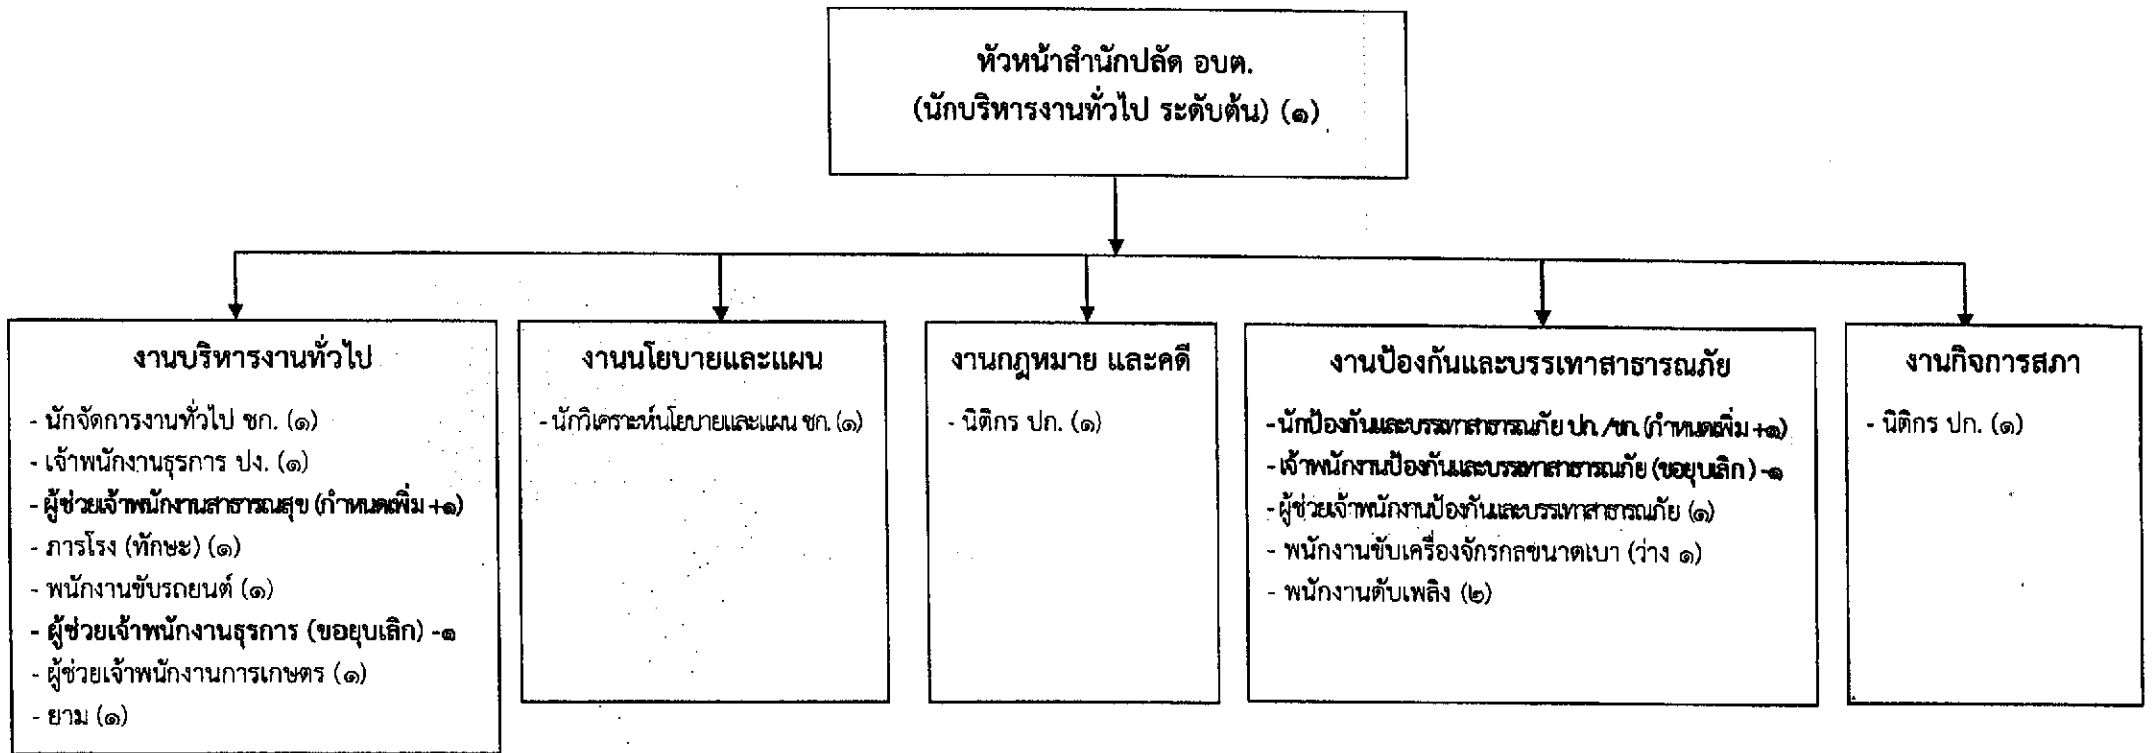 หัวหน้าสำนักปลัด อบต.
(นักบริหารงานทั่วไป ระดับต้น) (๑)
งานบริหารงานทั่วไป
- นักจัดการงานทั่วไป ชก. (๑)
- เจ้าพนักงานธุรการ ปง. (๑)
- ผู้ช่วยเจ้าพนักงานสาธารณสุข (กำหนดเพิ่ม +๑)
- ภารโรง (ทักษะ) (๑)
- พนักงานขับรถยนต์ (๑)
- ผู้ช่วยเจ้าพนักงานธุรการ (ขอยุบเลิก) -๑
- ผู้ช่วยเจ้าพนักงานการเกษตร (๑)
- ยาม (๑)
งานนโยบายและแผน
- นักวิเคราะห์นโยบายและแผน ชก. (๑)
งานกฎหมาย และคดี
- นิติกร ปก. (๑)
งานป้องกันและบรรเทาสาธารณภัย
- นักป้องกันและบรรเทาสาธารณภัย ปก./ชก. (กำหนดเพิ่ม +๑)
- เจ้าพนักงานป้องกันและบรรเทาสาธารณภัย (ขอยุบเลิก) -๑
- ผู้ช่วยเจ้าพนักงานป้องกันและบรรเทาสาธารณภัย (๑)
- พนักงานขับเครื่องจักรกลขนาดเบา (ว่าง ๑)
- พนักงานดับเพลิง (๒)
งานกิจการสภา
- นิติกร ปก. (๑)